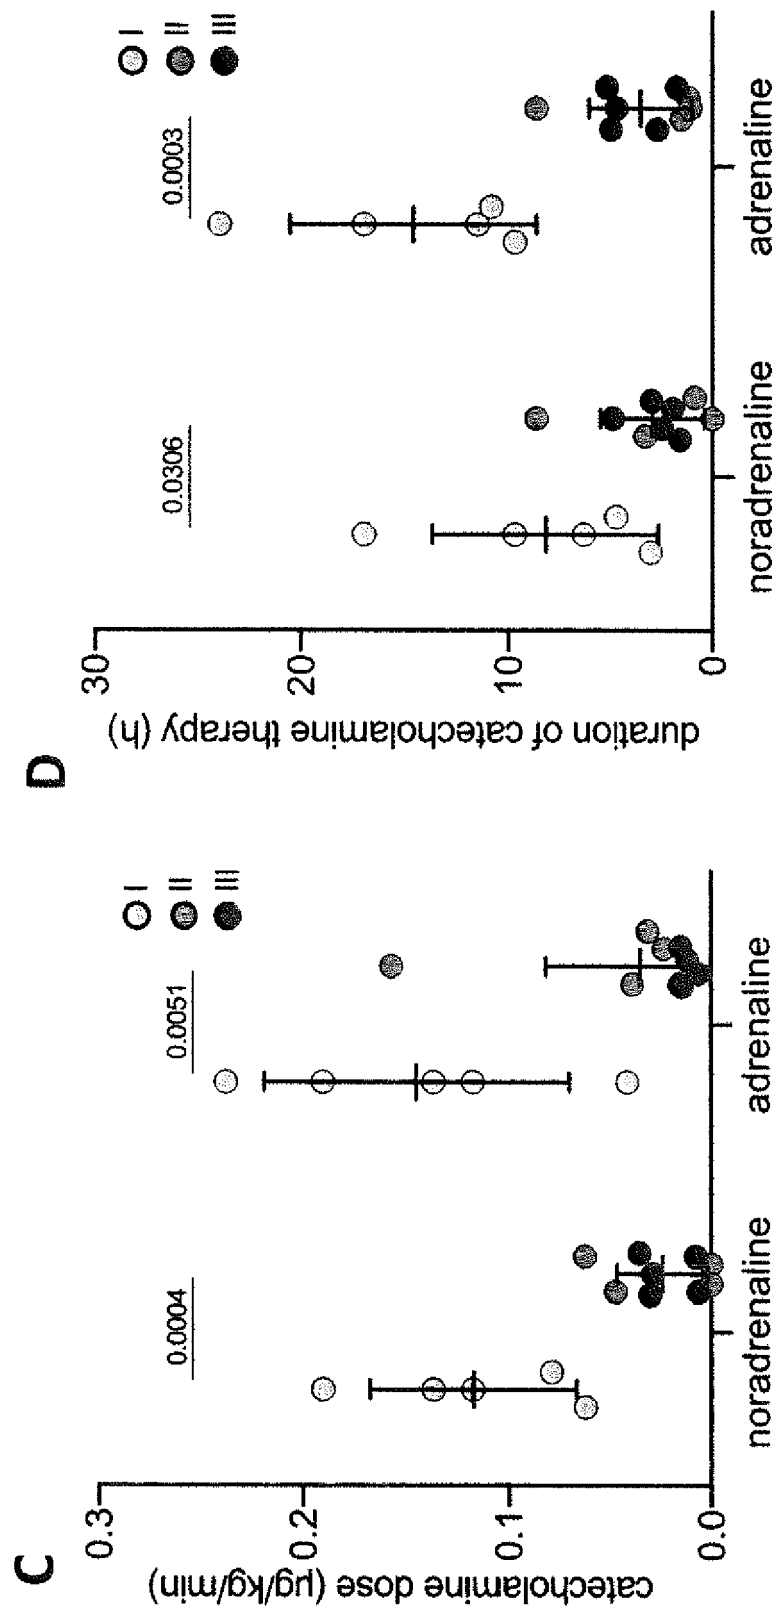 C
catecholamine dose (µg/kg/min)
0.3
0.2
0.1
0.0
0.0004
0.0051
I
II
III
noradrenaline
adrenaline
D
duration of catecholamine therapy (h)
30
20
10
0
0.0306
0.0003
I
II
III
noradrenaline
adrenaline